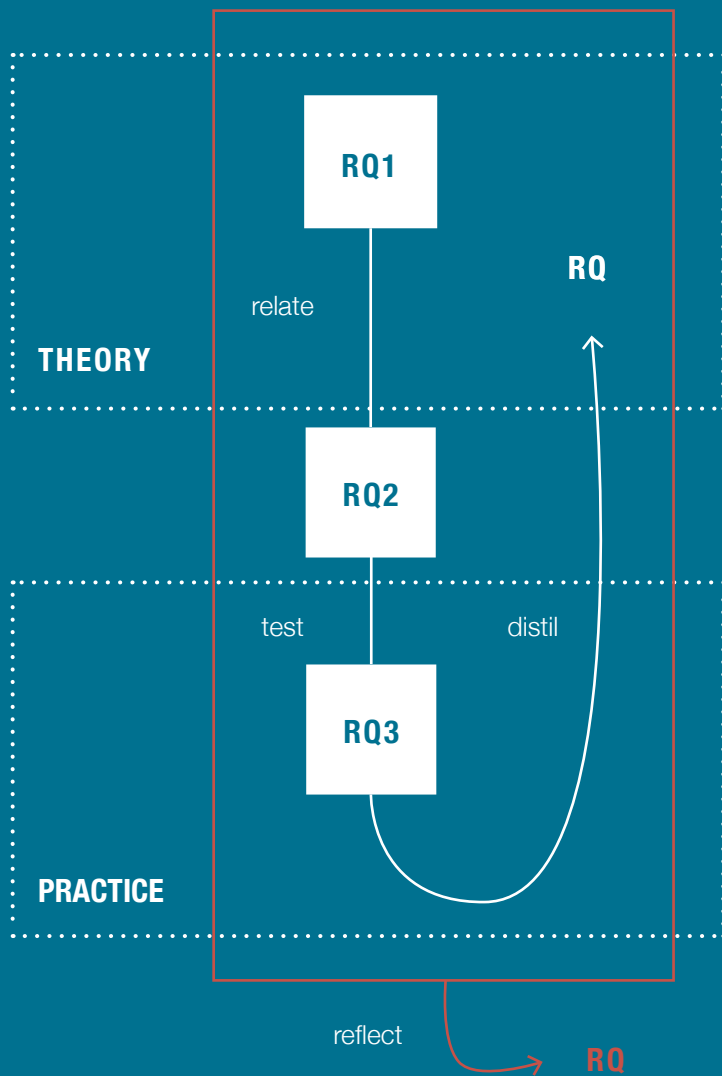 RQ1
RQ
relate
THEORY
RQ2
test
distil
RQ3
PRACTICE
reflect
RQ